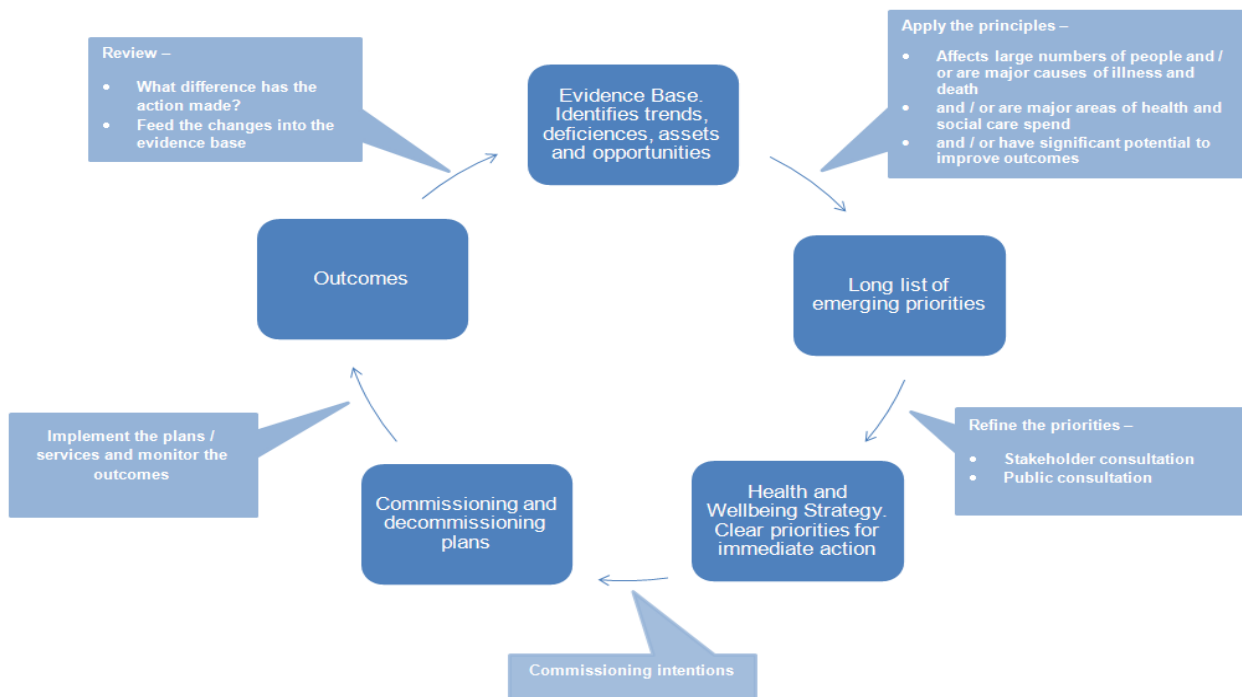 Review –
• What difference has the
action made?
• Feed the changes into the
evidence base
Evidence Base.
Identifies trends,
deficiences, assets
and opportunities
Apply the principles –
• Affects large numbers of people and /
or are major causes of illness and
death
• and / or are major areas of health and
social care spend
• and / or have significant potential to
improve outcomes
Outcomes
Long list of
emerging priorities
Implement the plans /
services and monitor the
outcomes
Commissioning and
decommissioning
plans
Health and
Wellbeing Strategy.
Clear priorities for
immediate action
Refine the priorities –
• Stakeholder consultation
• Public consultation
Commissioning intentions